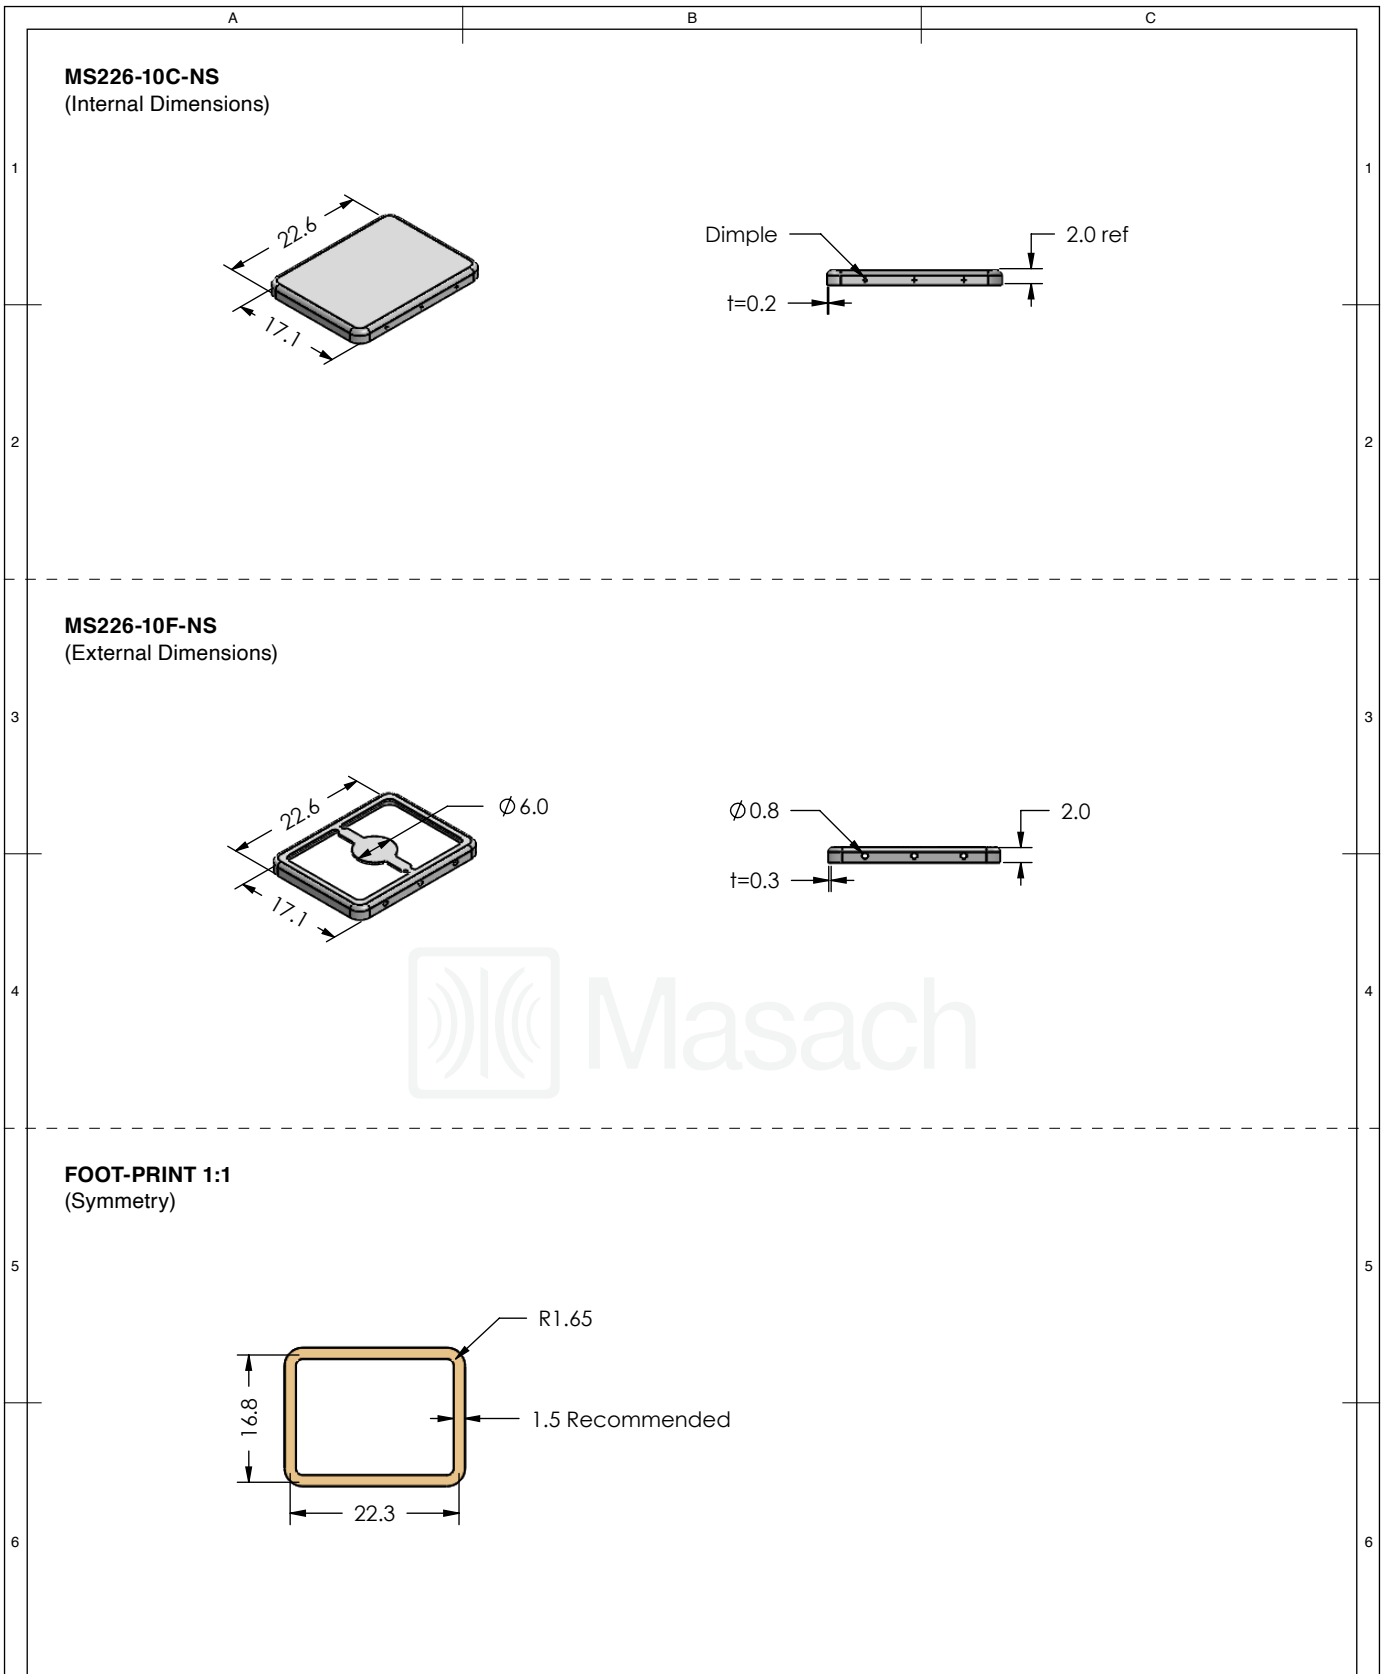 A B C
MS226-10C-NS
(Internal Dimensions)
1 1
22.6
17.1
Dimple
2.0 ref
t=0.2
2 2
MS226-10F-NS
(External Dimensions)
3 3
22.6
Ø6.0
17.1
Ø0.8
2.0
t=0.3
4 4
Masach
FOOT-PRINT 1:1
(Symmetry)
5 5
R1.65
16.8
1.5 Recommended
22.3
6 6